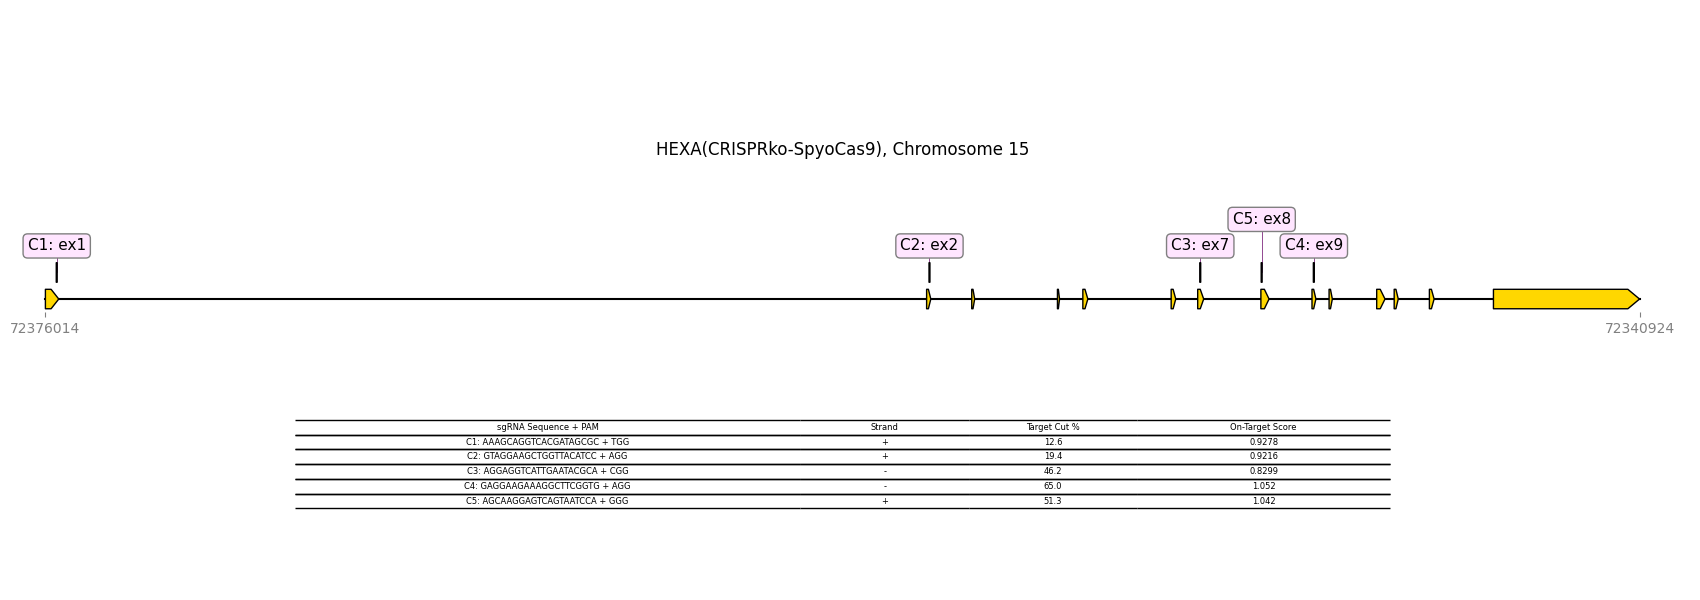 HEXA(CRISPRko-SpyoCas9), Chromosome 15
C5: ex8
C1: ex1 C2: ex2 C3: ex7 C4: ex9
72376014 72340924
sgRNA Sequence + PAM Strand Target Cut % On-Target Score
C1: AAAGCAGGTCACGATAGCGC + TGG + 12.6 0.9278
C2: GTAGGAAGCTGGTTACATCC + AGG + 19.4 0.9216
C3: AGGAGGTCATTGAATACGCA + CGG - 46.2 0.8299
C4: GAGGAAGAAAGGCTTCGGTG + AGG - 65.0 1.052
C5: AGCAAGGAGTCAGTAATCCA + GGG + 51.3 1.042